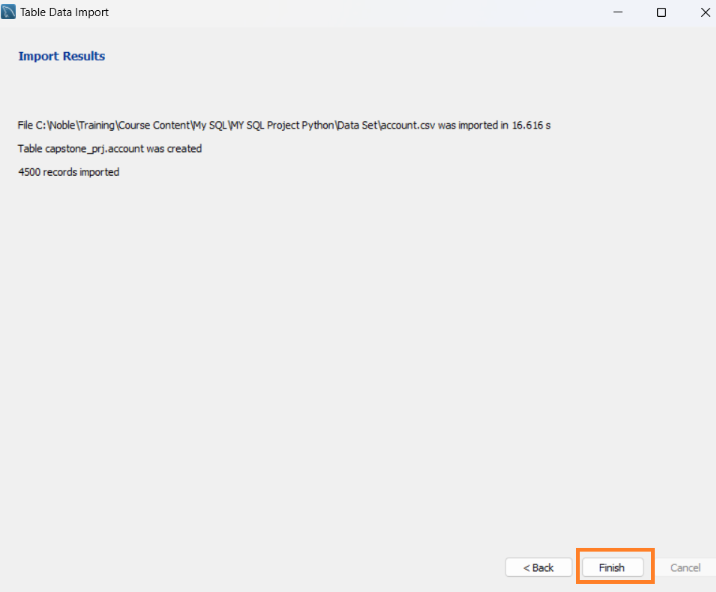 Table Data Import
Import Results
File C:\Noble\Training\Course Content\My SQL\MY SQL Project Python\Data Set\account.csv was imported in 16.616 s
Table capstone_prj.account was created
4500 records imported
< Back Finish Cancel